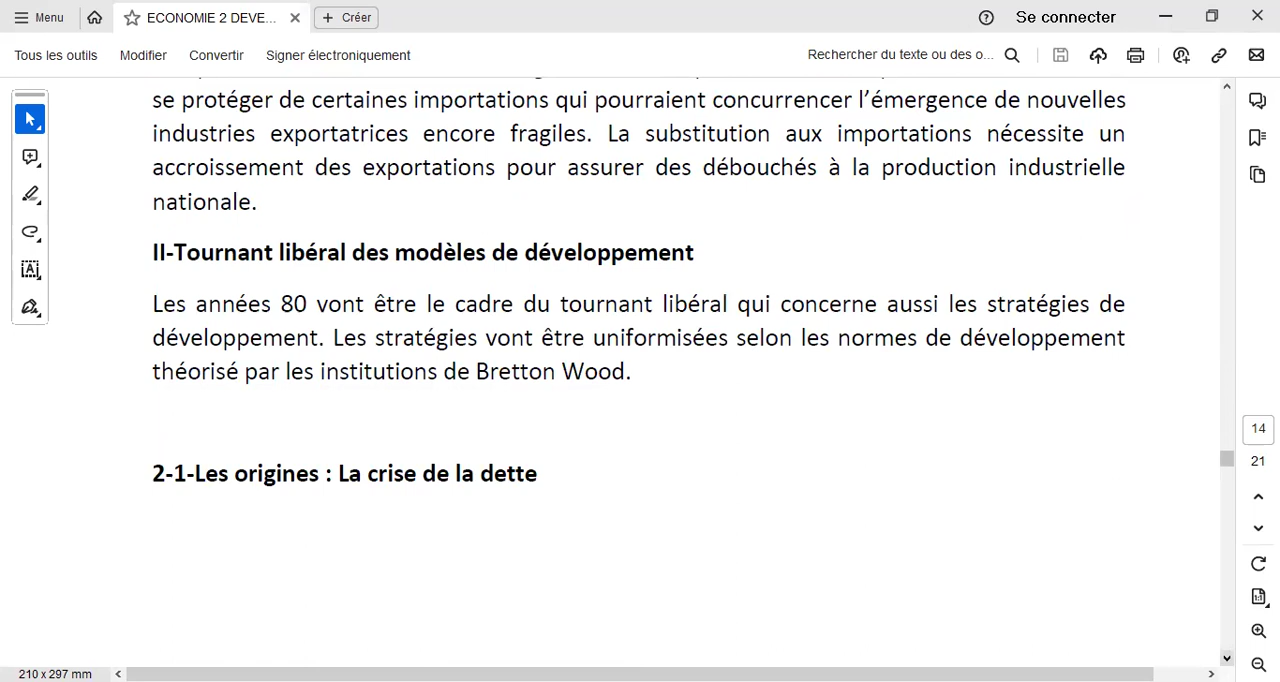 Menu
ECONOMIE 2 DEVE...
Créer
Se connecter
Tous les outils Modifier Convertir Signer électroniquement
Rechercher du texte ou des o...
se protéger de certaines importations qui pourraient concurrencer l’émergence de nouvelles
industries exportatrices encore fragiles. La substitution aux importations nécessite un
accroissement des exportations pour assurer des débouchés à la production industrielle
nationale.
II-Tournant libéral des modèles de développement
Les années 80 vont être le cadre du tournant libéral qui concerne aussi les stratégies de
développement. Les stratégies vont être uniformisées selon les normes de développement
théorisé par les institutions de Bretton Wood.
2-1-Les origines : La crise de la dette
14
21
210 x 297 mm